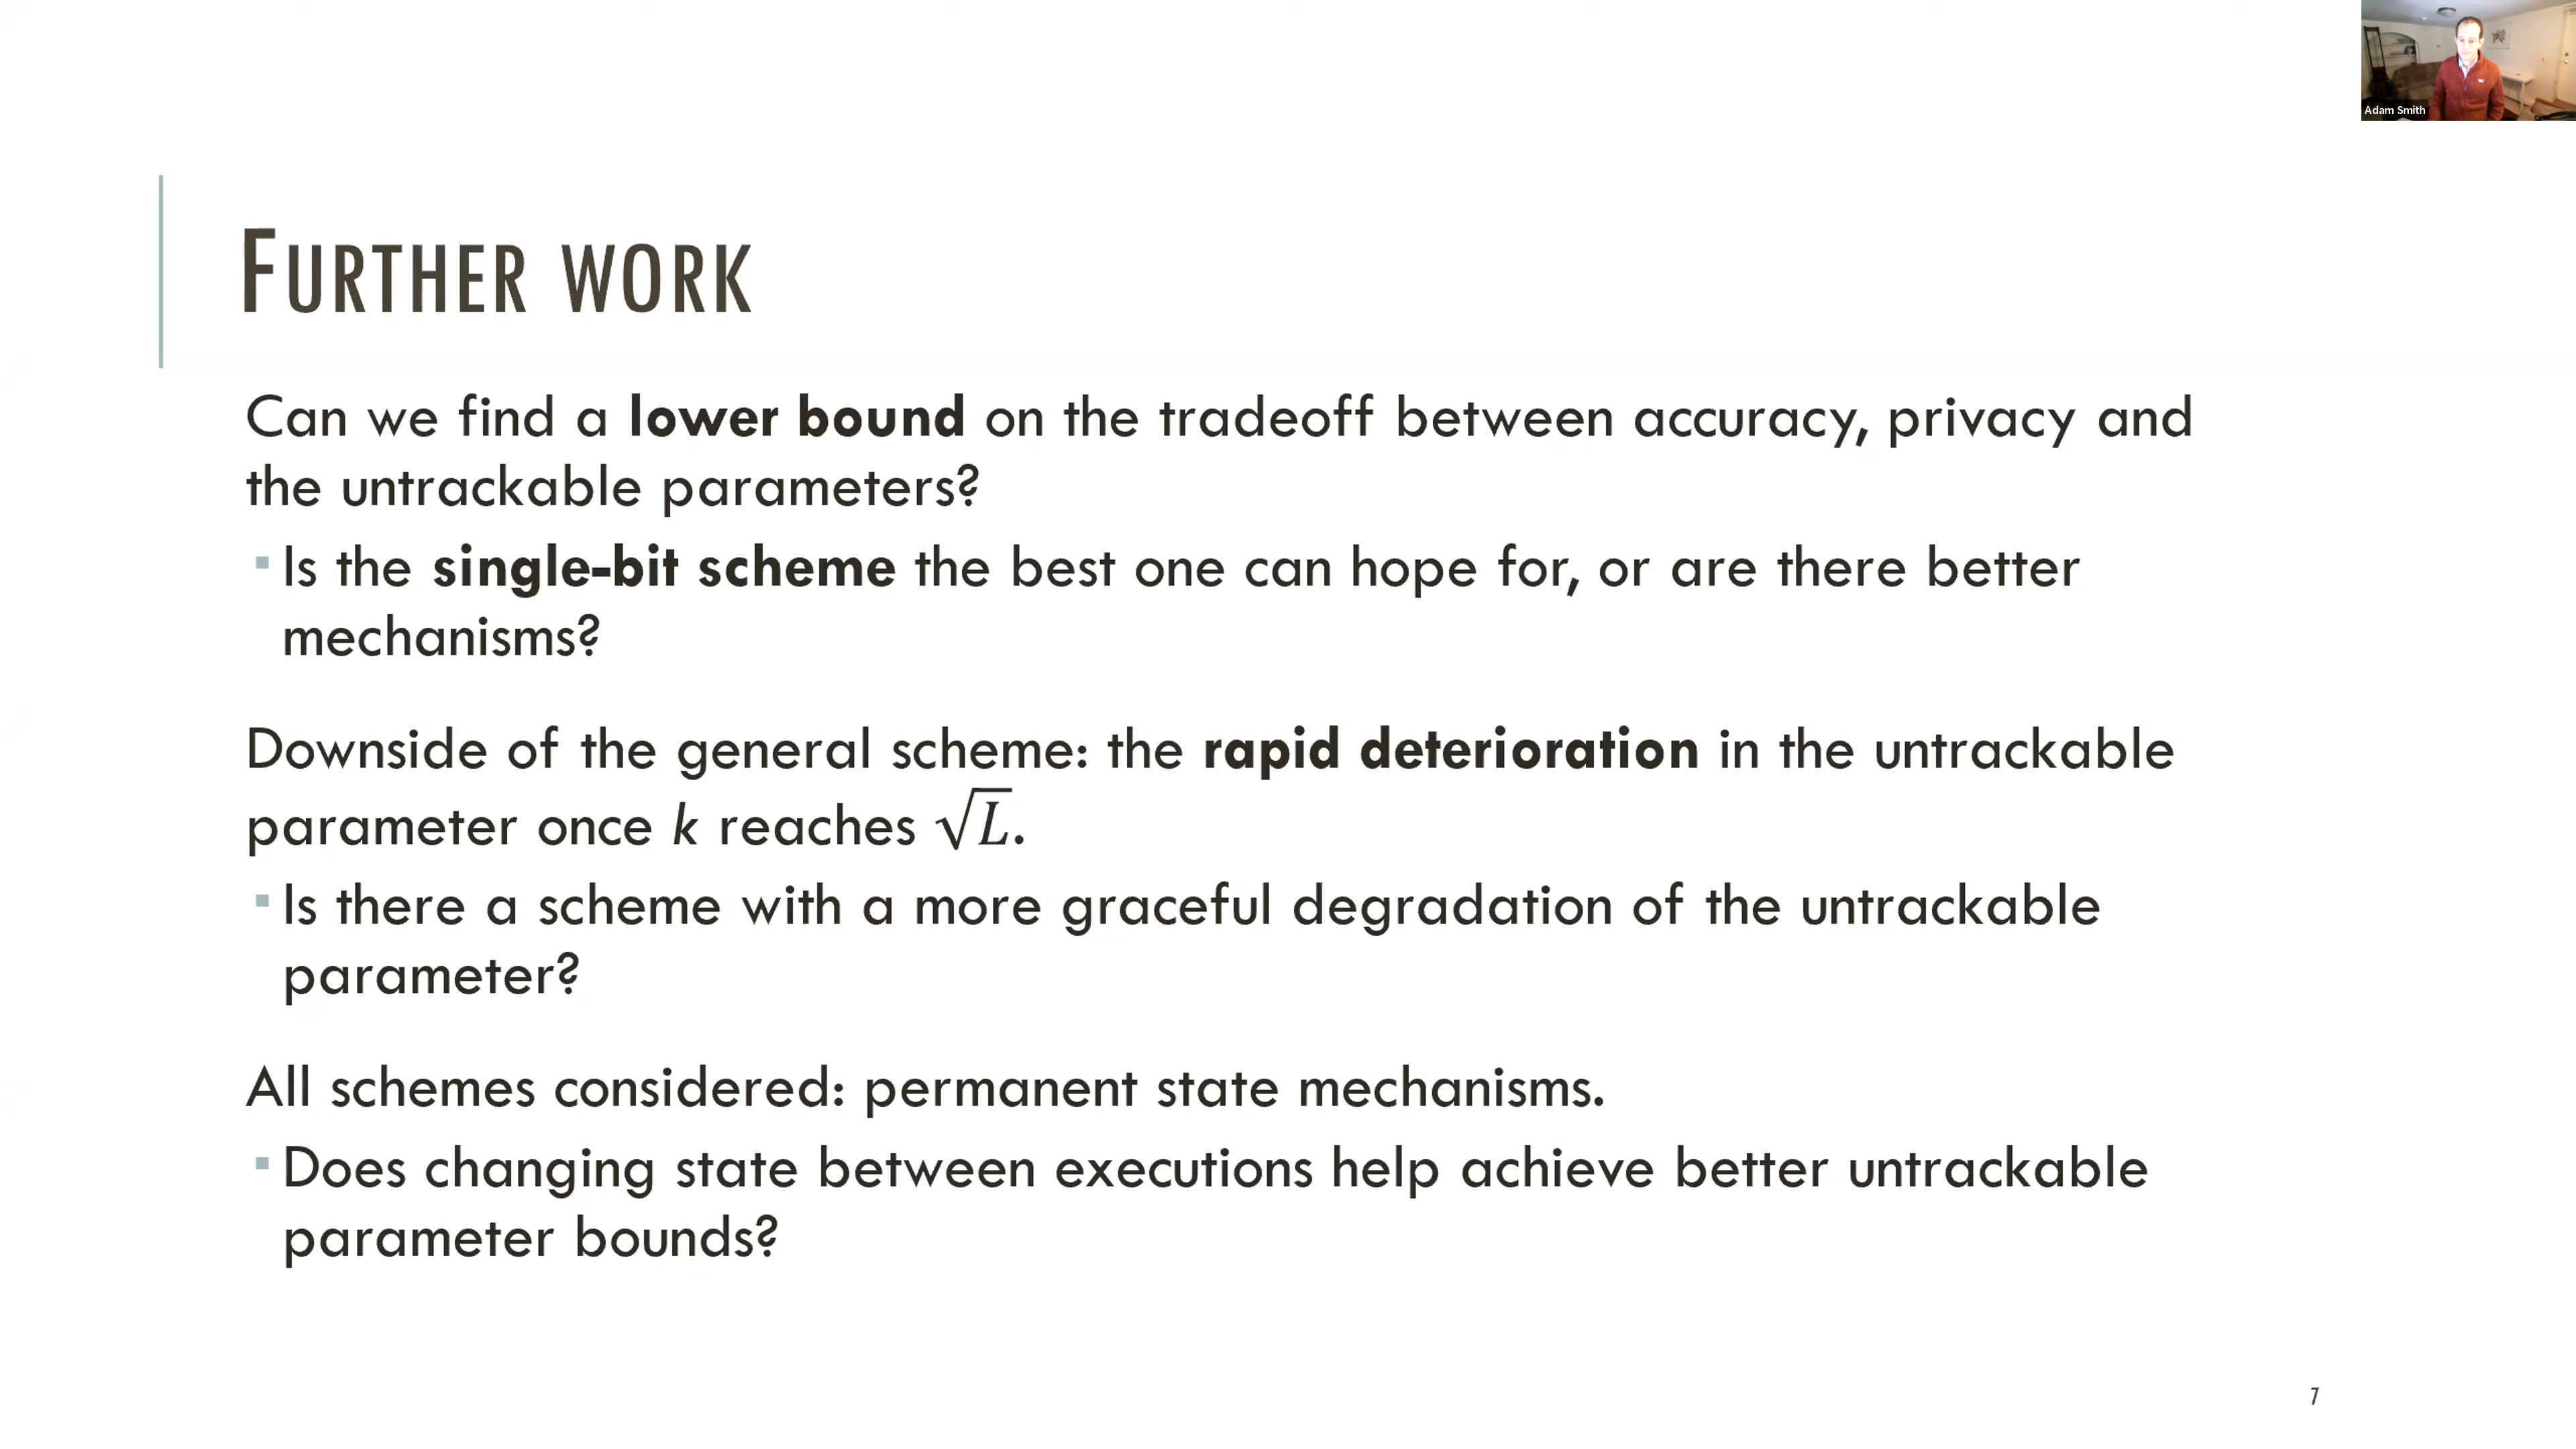 Adam Smith
FURTHER WORK
Can we find a lower bound on the tradeoff between accuracy, privacy and
the untrackable parameters?
▪ Is the single-bit scheme the best one can hope for, or are there better
mechanisms?
Downside of the general scheme: the rapid deterioration in the untrackable
parameter once k reaches √L.
▪ Is there a scheme with a more graceful degradation of the untrackable
parameter?
All schemes considered: permanent state mechanisms.
▪ Does changing state between executions help achieve better untrackable
parameter bounds?
7